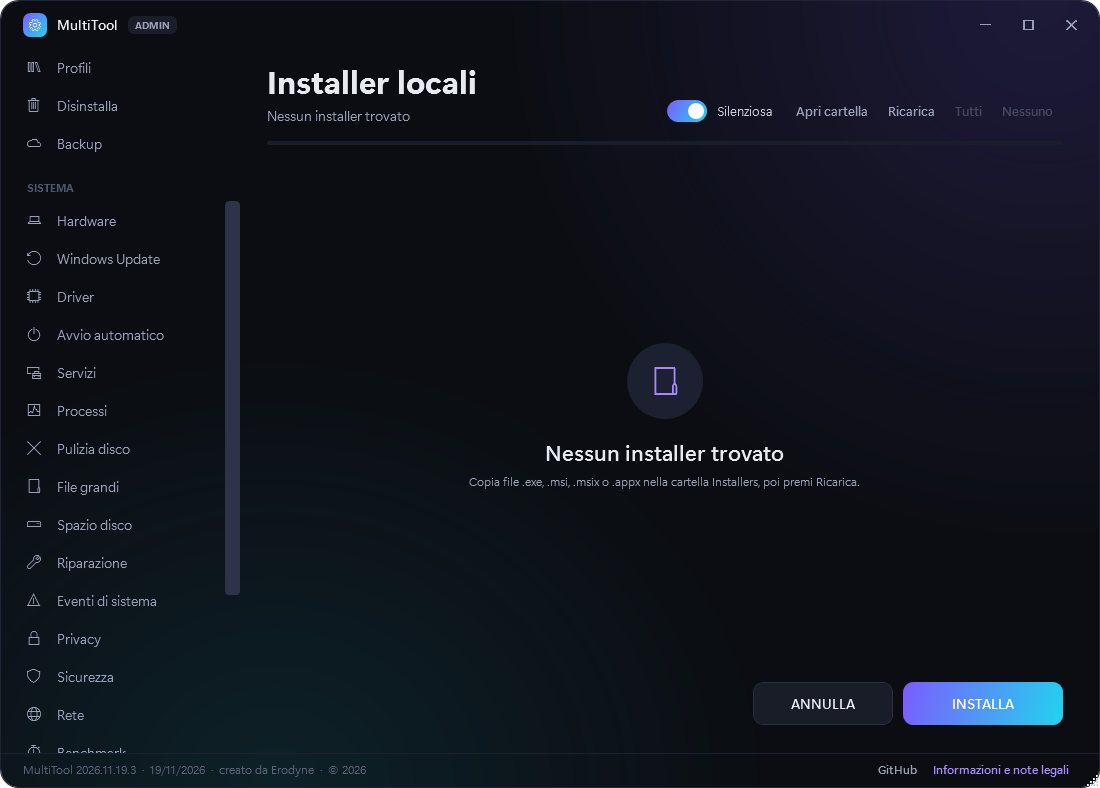 MultiTool ADMIN
Profili
Disinstalla
Backup
SISTEMA
Hardware
Windows Update
Driver
Avvio automatico
Servizi
Processi
Pulizia disco
File grandi
Spazio disco
Riparazione
Eventi di sistema
Privacy
Sicurezza
Rete
Benchmark
Installer locali
Nessun installer trovato
Silenziosa Apri cartella Ricarica Tutti Nessuno
Nessun installer trovato
Copia file .exe, .msi, .msix o .appx nella cartella Installers, poi premi Ricarica.
ANNULLA INSTALLA
MultiTool 2026.11.19.3 · 19/11/2026 · creato da Erodyne · © 2026
GitHub Informazioni e note legali